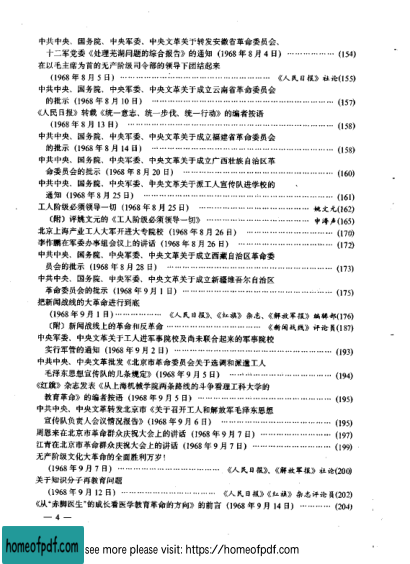 中共中央、国务院、中央军委、中央文革关于转发安徽省革命委员会、
十二军党委《处理芜湖问题的综合报告》的通知（1968年8月4日）……………(154)
在以毛主席为首的无产阶级司令部的领导下团结起来
（1968年8月5日）……………《人民日报》社论(155)
中共中央、国务院、中央军委、中央文革关于成立云南省革命委员会
的批示（1968年8月10日）……………(157)
《人民日报》转载《统一意志、统一步伐、统一行动》的编者按语
（1968年8月13日）……………(158)
中共中央、国务院、中央军委、中央文革关于成立福建省革命委员会
的批示（1968年8月14日）……………(158)
中共中央、国务院、中央军委、中央文革关于成立广西壮族自治区革
命委员会的批示（1968年8月20日）……………(160)
中共中央、国务院、中央军委、中央文革关于派工人宣传队进学校的
通知（1968年8月25日）……………(161)
工人阶级必须领导一切（1968年8月25日）……………姚文元(162)
（附）评姚文元的《工人阶级必须领导一切》……………申涛声(165)
北京上海产业工人大军开进大专院校（1968年8月26日）……………(170)
李作鹏在军委办事组会议上的讲话（1968年8月26日）……………(172)
中共中央、国务院、中央军委、中央文革关于成立西藏自治区革命委
员会的批示（1968年8月28日）……………(173)
中共中央、国务院、中央军委、中央文革关于成立新疆维吾尔自治区
革命委员会的批示（1968年9月1日）……………(175)
把新闻战线的大革命进行到底
（1968年9月1日）……………《人民日报》、《红旗》杂志、《解放军报》编辑部(176)
（附）新闻战线上的革命和反革命……………《新闻战线》评论员(187)
中央军委、中央文革关于工人进军事院校及尚未联合起来的军事院校
实行军管的通知（1968年9月2日）……………(193)
中共中央、中央文革批发《北京市革命委员会关于选调和派遣工人
毛泽东思想宣传队的几条规定》（1968年9月5日）……………(194)
《红旗》杂志发表《从上海机械学院两条路线的斗争看理工科大学的
教育革命》的编者按语（1968年9月5日）……………(195)
中共中央、中央文革转发北京市《关于召开工人和解放军毛泽东思想
宣传队负责人会议情况报告》（1968年9月6日）……………(195)
周恩来在北京市革命群众庆祝大会上的讲话（1968年9月7日）……………(197)
江青在北京市革命群众庆祝大会上的讲话（1968年9月7日）……………(199)
无产阶级文化大革命的全面胜利万岁！
（1968年9月7日）……………《人民日报》、《解放军报》社论(200)
关于知识分子再教育问题
（1968年9月12日）……………《人民日报》《红旗》杂志评论员(202)
《从“赤脚医生”的成长看医学教育革命的方向》的前言（1968年9月14日）……………(204)
— 4 —
homeofpdf.com
see more please visit: https://homeofpdf.com